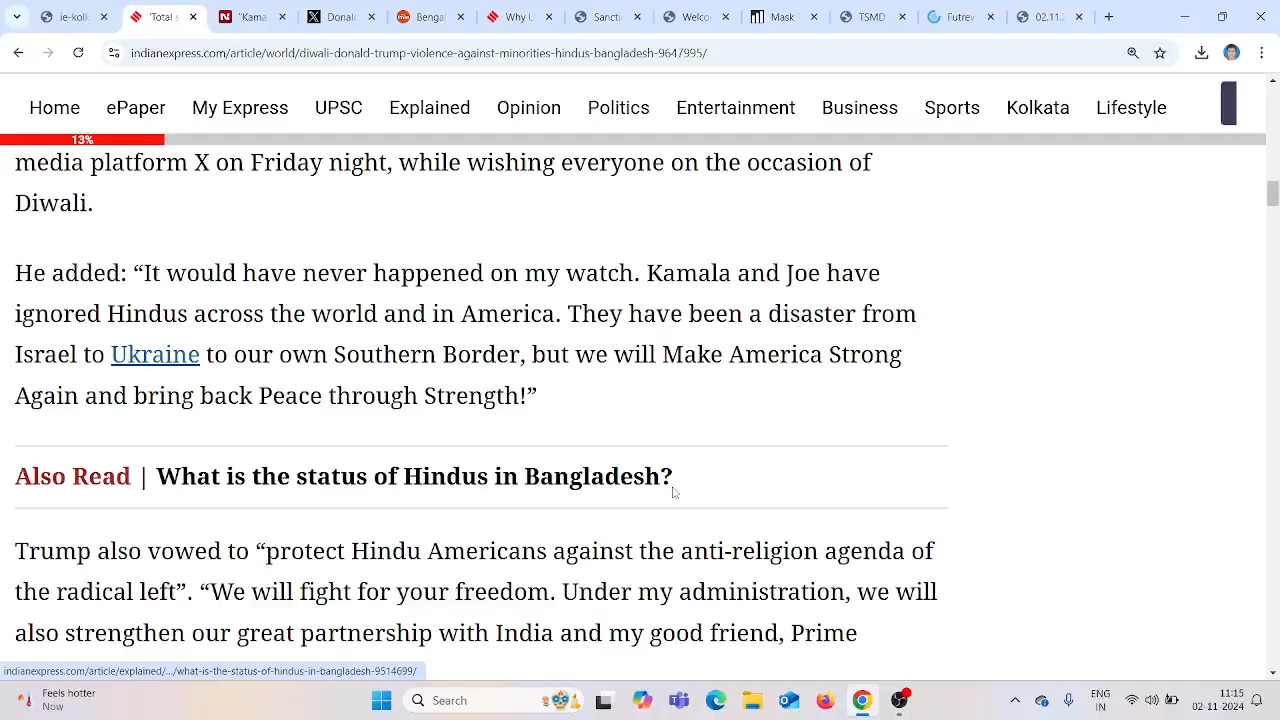 ie-kolk
"Total s
"Kama
Donal
Benga
Why U
Sancti
Welco
Mask
TSMD
Futrev
02.11.
indianexpress.com/article/world/diwali-donald-trump-violence-against-minorities-hindus-bangladesh-9647995/
Home ePaper My Express UPSC Explained Opinion Politics Entertainment Business Sports Kolkata Lifestyle
13%
media platform X on Friday night, while wishing everyone on the occasion of
Diwali.
He added: “It would have never happened on my watch. Kamala and Joe have
ignored Hindus across the world and in America. They have been a disaster from
Israel to Ukraine to our own Southern Border, but we will Make America Strong
Again and bring back Peace through Strength!”
Also Read | What is the status of Hindus in Bangladesh?
Trump also vowed to “protect Hindu Americans against the anti-religion agenda of
the radical left”. “We will fight for your freedom. Under my administration, we will
also strengthen our great partnership with India and my good friend, Prime
indianexpress.com/article/explained/.../what-is-the-status-of-hindus-in-bangladesh-9514699/
Feels hotter
Now
Search
ENG
IN
11:15
02-11-2024